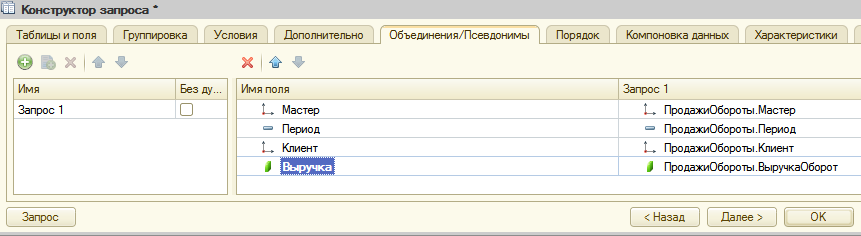 Конструктор запроса *
Таблицы и поля Группировка Условия Дополнительно Объединения/Псевдонимы Порядок Компоновка данных Характеристики
Имя Без ду... Имя поля Запрос 1
Запрос 1 Мастер ПродажиОбороты.Мастер
Период ПродажиОбороты.Период
Клиент ПродажиОбороты.Клиент
Выручка ПродажиОбороты.ВыручкаОборот
Запрос < Назад Далее > OK